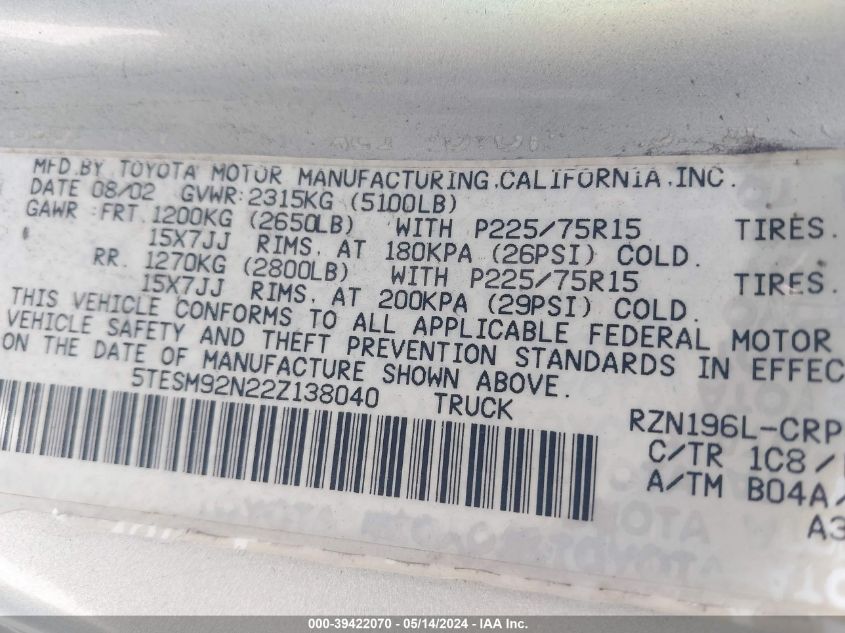 MFD.BY TOYOTA MOTOR MANUFACTURING.CALIFORNIA.INC.
DATE 08/02 GVWR:2315KG (5100LB)
GAWR :FRT.1200KG (2650LB) WITH P225/75R15 TIRES.
15X7JJ RIMS. AT 180KPA (26PSI) COLD.
RR. 1270KG (2800LB) WITH P225/75R15 TIRES.
15X7JJ RIMS. AT 200KPA (29PSI) COLD.
THIS VEHICLE CONFORMS TO ALL APPLICABLE FEDERAL MOTOR
VEHICLE SAFETY AND THEFT PREVENTION STANDARDS IN EFFEC
ON THE DATE OF MANUFACTURE SHOWN ABOVE.
5TESM92N22Z138040 TRUCK RZN196L-CRP
C/TR 1C8/
A/TM B04A/
A3
000-39422070 - 05/14/2024 - IAA Inc.